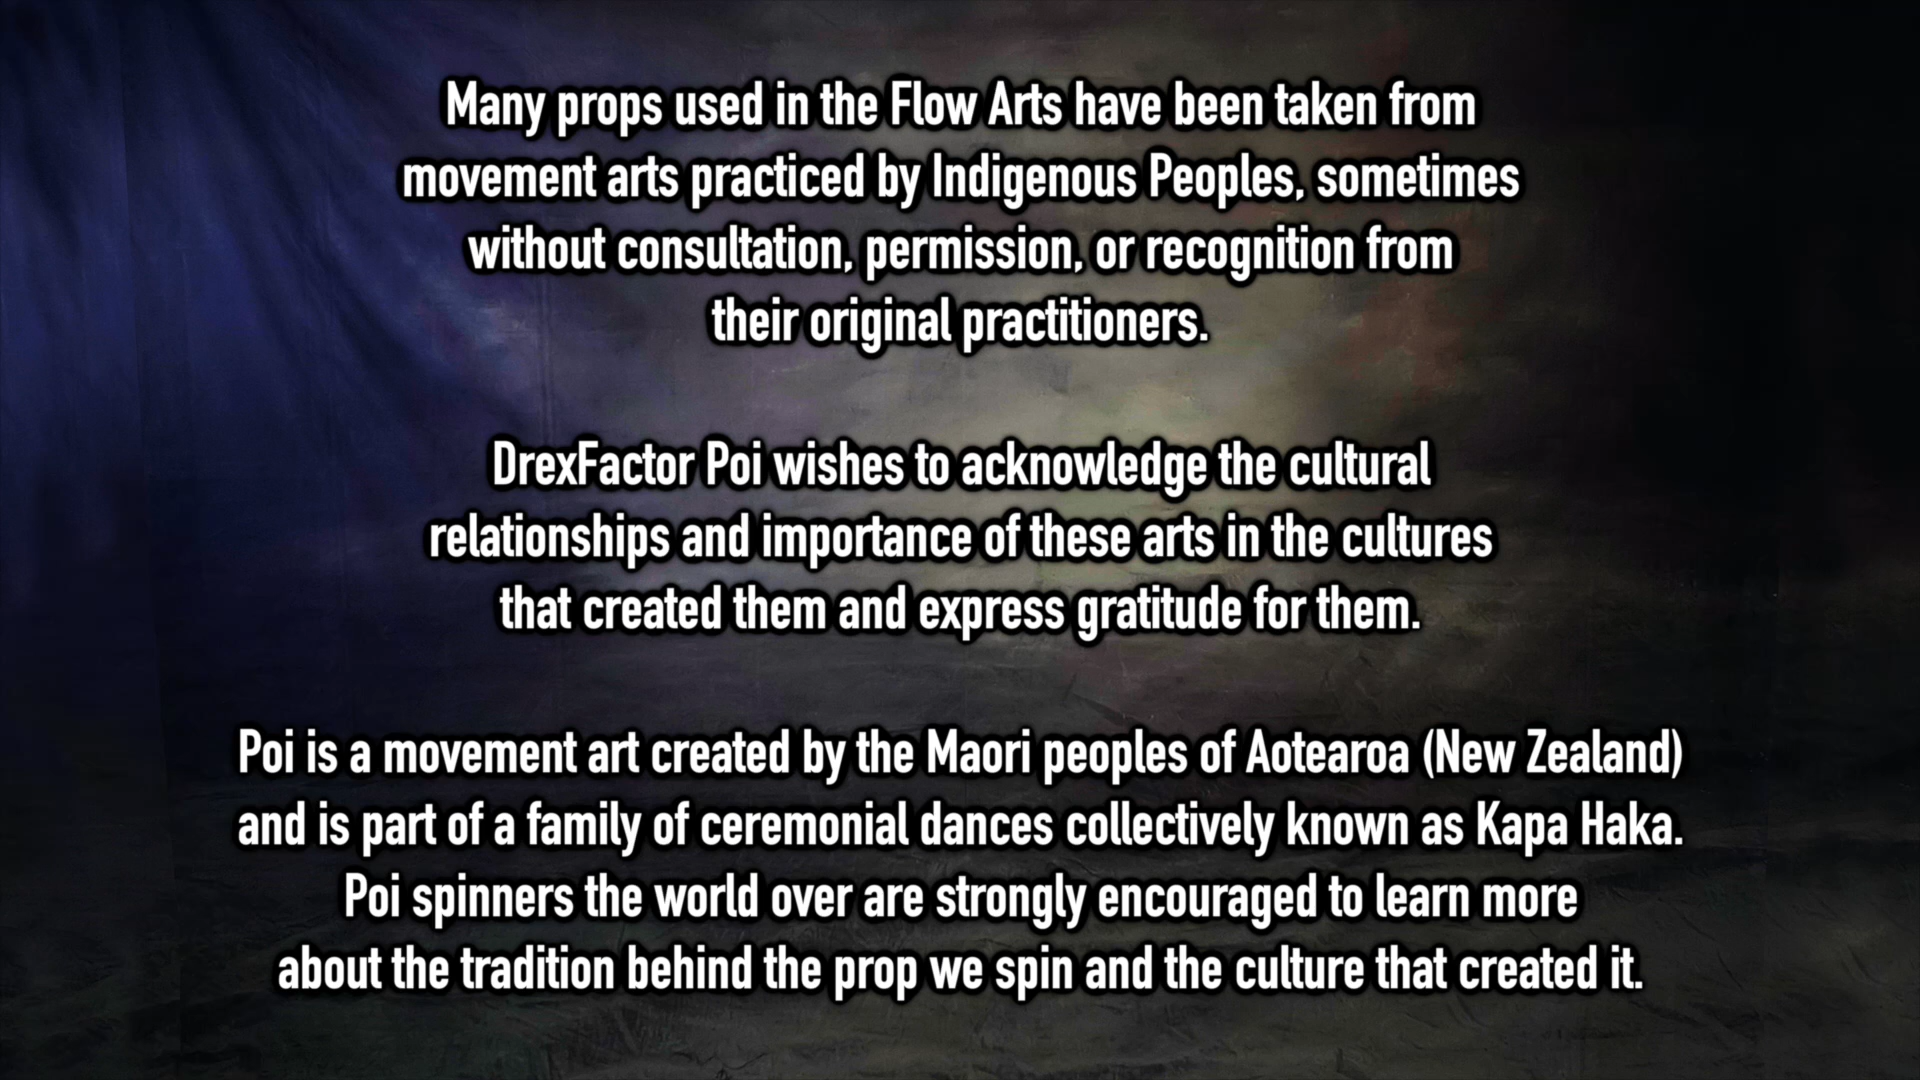 Many props used in the Flow Arts have been taken from
movement arts practiced by Indigenous Peoples, sometimes
without consultation, permission, or recognition from
their original practitioners.
DrexFactor Poi wishes to acknowledge the cultural
relationships and importance of these arts in the cultures
that created them and express gratitude for them.
Poi is a movement art created by the Maori peoples of Aotearoa (New Zealand)
and is part of a family of ceremonial dances collectively known as Kapa Haka.
Poi spinners the world over are strongly encouraged to learn more
about the tradition behind the prop we spin and the culture that created it.